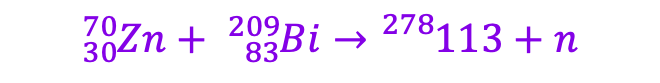 ⁷⁰₃₀Zn + ²⁰⁹₈₃Bi → ²⁷⁸113 + n